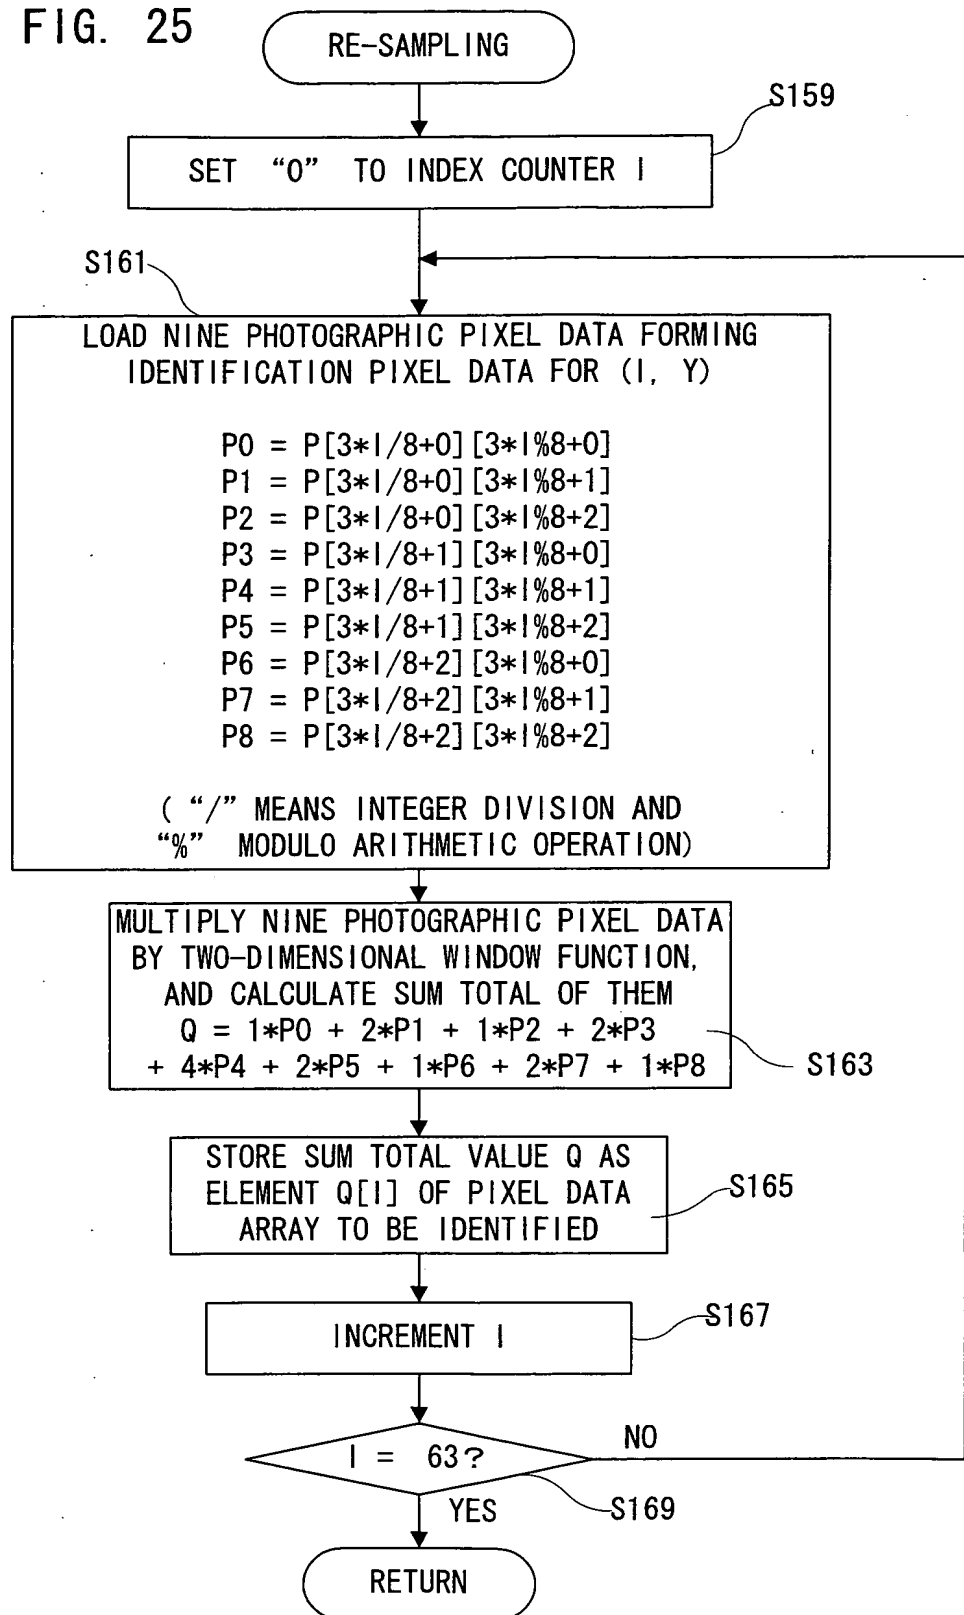 FIG. 25
RE-SAMPLING
S159
SET “0” TO INDEX COUNTER I
S161
LOAD NINE PHOTOGRAPHIC PIXEL DATA FORMING
IDENTIFICATION PIXEL DATA FOR (I, Y)
P0 = P[3*I/8+0][3*I%8+0]
P1 = P[3*I/8+0][3*I%8+1]
P2 = P[3*I/8+0][3*I%8+2]
P3 = P[3*I/8+1][3*I%8+0]
P4 = P[3*I/8+1][3*I%8+1]
P5 = P[3*I/8+1][3*I%8+2]
P6 = P[3*I/8+2][3*I%8+0]
P7 = P[3*I/8+2][3*I%8+1]
P8 = P[3*I/8+2][3*I%8+2]
( “/” MEANS INTEGER DIVISION AND
“%” MODULO ARITHMETIC OPERATION)
MULTIPLY NINE PHOTOGRAPHIC PIXEL DATA
BY TWO-DIMENSIONAL WINDOW FUNCTION,
AND CALCULATE SUM TOTAL OF THEM
Q = 1*P0 + 2*P1 + 1*P2 + 2*P3
+ 4*P4 + 2*P5 + 1*P6 + 2*P7 + 1*P8
S163
STORE SUM TOTAL VALUE Q AS
ELEMENT Q[I] OF PIXEL DATA
ARRAY TO BE IDENTIFIED
S165
INCREMENT I
S167
I = 63?
NO
YES
S169
RETURN